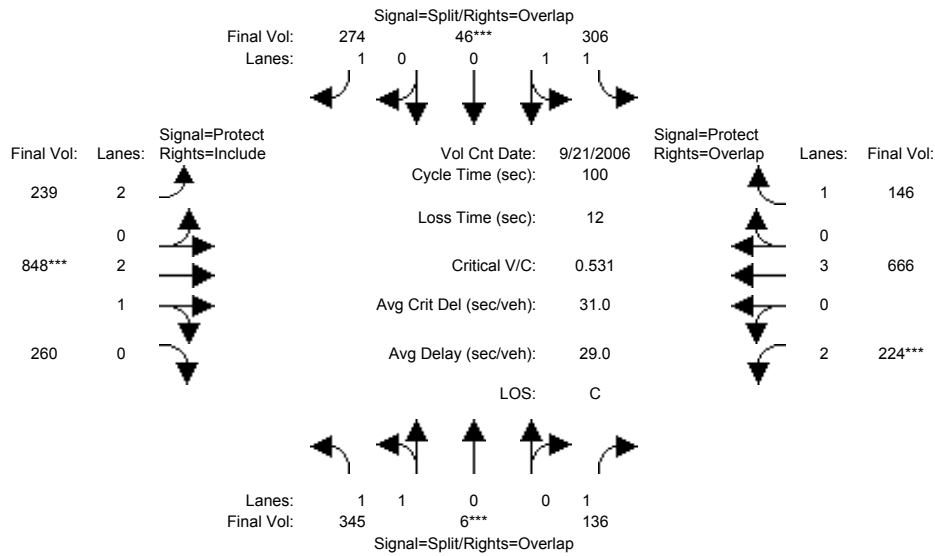 Signal=Split/Rights=Overlap
Final Vol: 274 46*** 306
Lanes: 1 0 0 1 1
Signal=Protect Signal=Protect
Final Vol: Lanes: Rights=Include Vol Cnt Date: 9/21/2006 Rights=Overlap Lanes: Final Vol:
Cycle Time (sec): 100
239 2 1 146
Loss Time (sec): 12
0 0
848*** 2 Critical V/C: 0.531 3 666
1 Avg Crit Del (sec/veh): 31.0 0
260 0 Avg Delay (sec/veh): 29.0 2 224***
LOS: C
Lanes: 1 1 0 0 1
Final Vol: 345 6*** 136
Signal=Split/Rights=Overlap